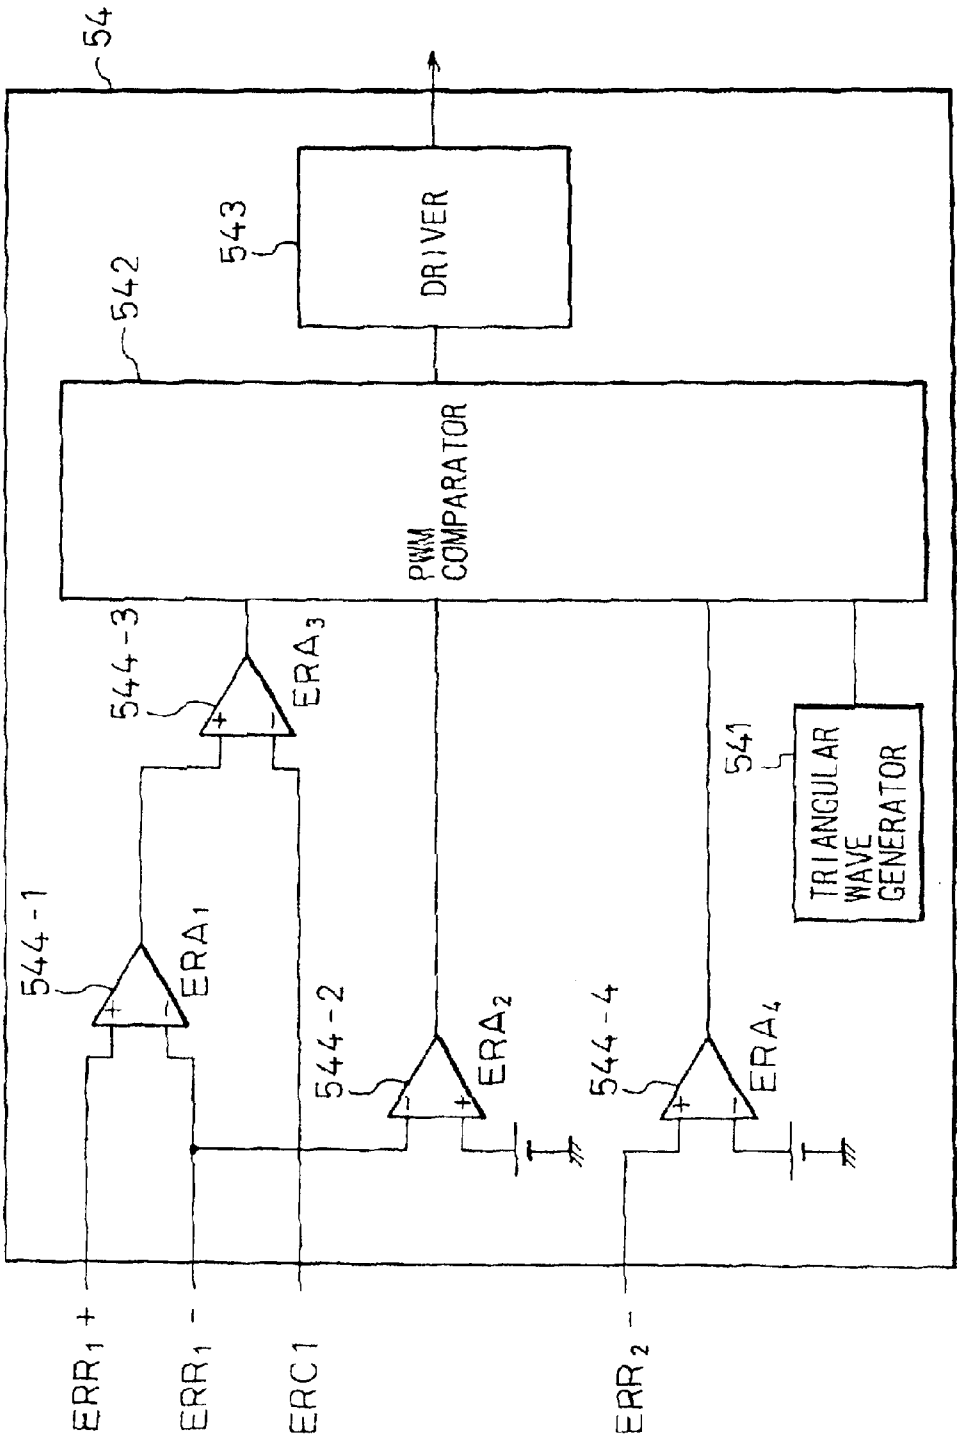 54
544-1
ERR1 +
+
-
ERA1
ERR1 -
544-3
+
-
ERA3
ERC1
542
PWM
COMPARATOR
543
DRIVER
544-2
-
+
ERA2
544-4
+
-
ERA4
ERR2 -
541
TRIANGULAR
WAVE
GENERATOR